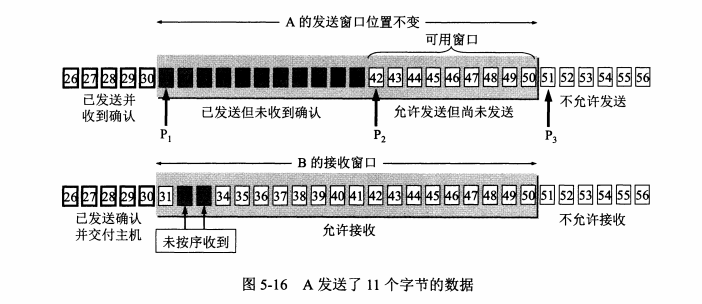 A 的发送窗口位置不变
可用窗口
26 27 28 29 30 42 43 44 45 46 47 48 49 50 51 52 53 54 55 56
已发送并
收到确认
已发送但未收到确认
允许发送但尚未发送
不允许发送
P1
P2
P3
B 的接收窗口
26 27 28 29 30 31 34 35 36 37 38 39 40 41 42 43 44 45 46 47 48 49 50 51 52 53 54 55 56
已发送确认
并交付主机
未按序收到
允许接收
不允许接收
图 5-16 A 发送了 11 个字节的数据